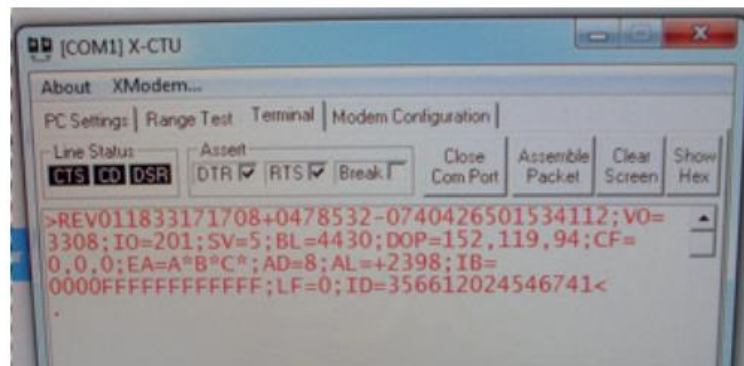 [COM1] X-CTU
About XModem...
PC Settings Range Test Terminal Modem Configuration
Line Status
CTS CD DSR
Assert
DTR RTS Break
Close Com Port
Assemble Packet
Clear Screen
Show Hex
>REV011833171708+0478532-0740426501534112;VO=
3308;IO=201;SV=5;BL=4430;DOP=152,119,94;CF=
0,0,0;EA=A*B*C*;AD=8;AL=+2398;IB=
0000FFFFFFFFFFFF;LF=0;ID=356612024546741<
.